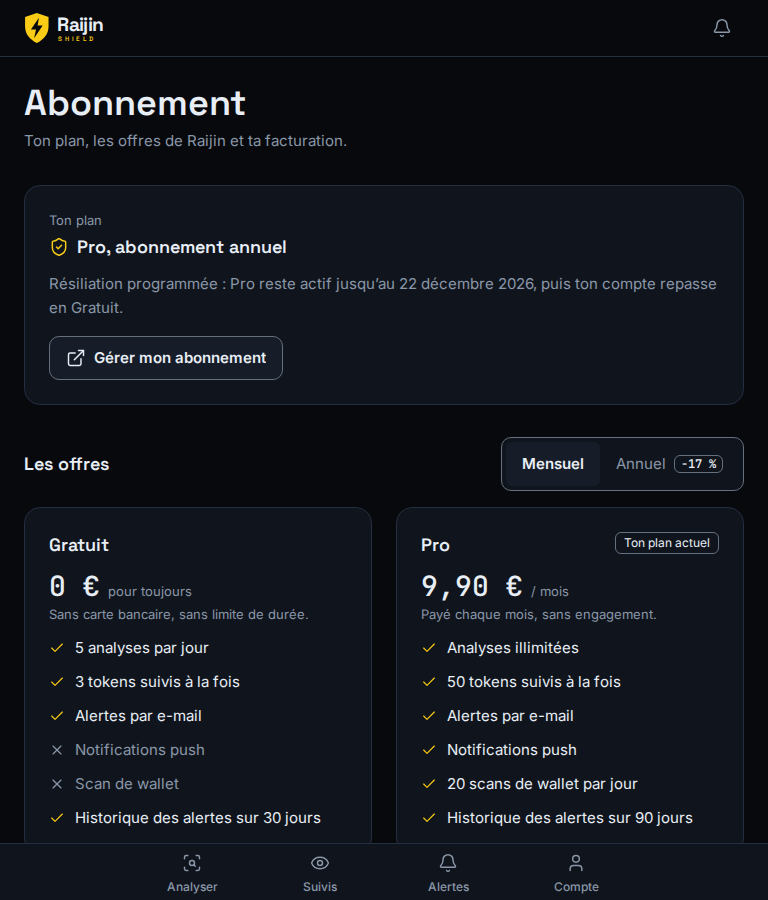 Raijin
SHIELD
Abonnement
Ton plan, les offres de Raijin et ta facturation.
Ton plan
Pro, abonnement annuel
Résiliation programmée : Pro reste actif jusqu’au 22 décembre 2026, puis ton compte repasse
en Gratuit.
Gérer mon abonnement
Les offres
Mensuel
Annuel -17 %
Gratuit
0 € pour toujours
Sans carte bancaire, sans limite de durée.
5 analyses par jour
3 tokens suivis à la fois
Alertes par e-mail
Notifications push
Scan de wallet
Historique des alertes sur 30 jours
Pro
Ton plan actuel
9,90 € / mois
Payé chaque mois, sans engagement.
Analyses illimitées
50 tokens suivis à la fois
Alertes par e-mail
Notifications push
20 scans de wallet par jour
Historique des alertes sur 90 jours
Analyser
Suivis
Alertes
Compte